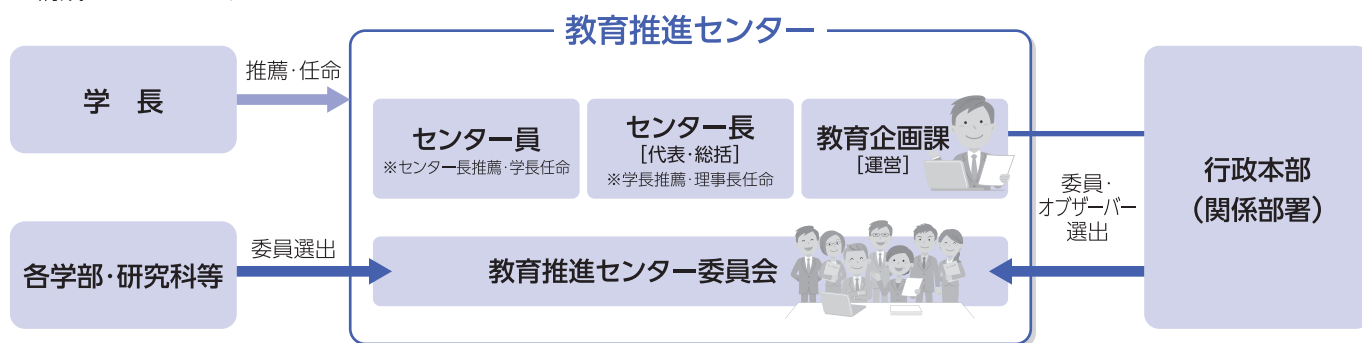 教育推進センター
学　長
推薦・任命
センター員
※センター長推薦・学長任命
センター長
[代表・総括]
※学長推薦・理事長任命
教育企画課
[運営]
行政本部
（関係部署）
委員・
オブザーバー
選出
各学部・研究科等
委員選出
教育推進センター委員会